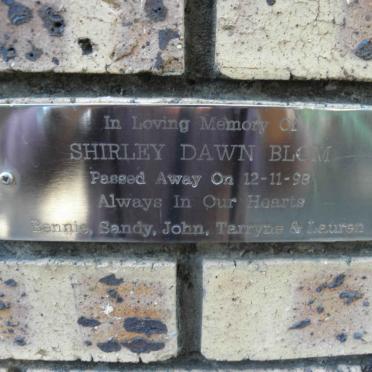 In Loving Memory Of
SHIRLEY DAWN BLOM
Passed Away On 12-11-98
Always In Our Hearts
Bennie, Sandy, John, Tarryne & Lauren